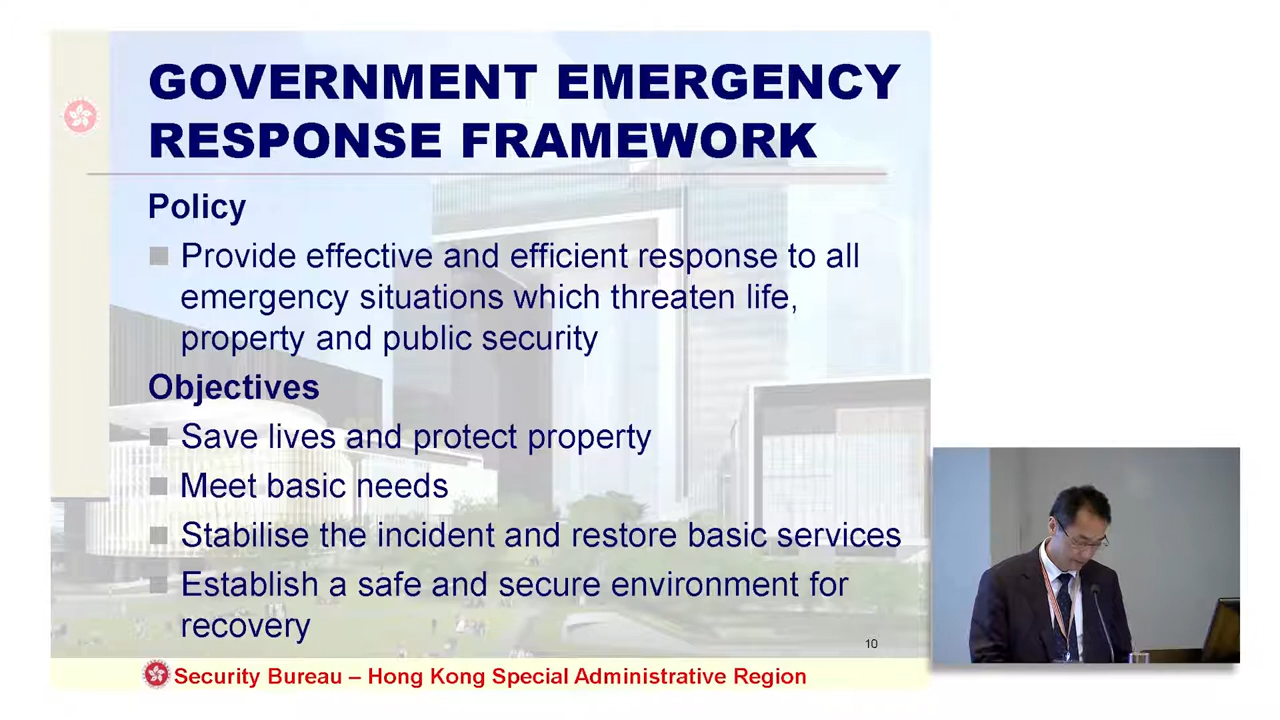 GOVERNMENT EMERGENCY
RESPONSE FRAMEWORK
Policy
Provide effective and efficient response to all
emergency situations which threaten life,
property and public security
Objectives
Save lives and protect property
Meet basic needs
Stabilise the incident and restore basic services
Establish a safe and secure environment for
recovery
10
Security Bureau – Hong Kong Special Administrative Region